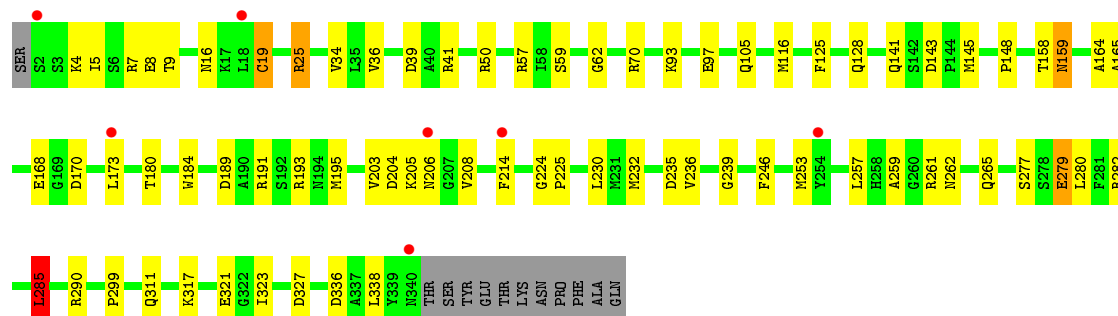 SER S2 S3 K4 I5 S6 R7 E8 T9 N16 K17 L18 C19 R25 V34 L35 V36 D39 A40 R41 R50 R57 I58 S59 G62 R70 K93 E97 Q105 M116 F125 Q128 Q141 S142 D143 P144 M145 P148 T158 N159 A164 A165
E168 G169 D170 L173 T180 W184 D189 A190 R191 S192 R193 N194 M195 V203 D204 K205 N206 G207 V208 F214 G224 P225 L230 M231 M232 D235 V236 G239 F246 M253 Y254 L257 H258 A259 G260 R261 N262 Q265 S277 S278 E279 L280 F281
L285 R290 P299 Q311 K317 E321 G322 I323 D327 D336 A337 L338 Y339 N340 THR SER TYR GLU THR LYS ASN PRO PHE ALA GLN